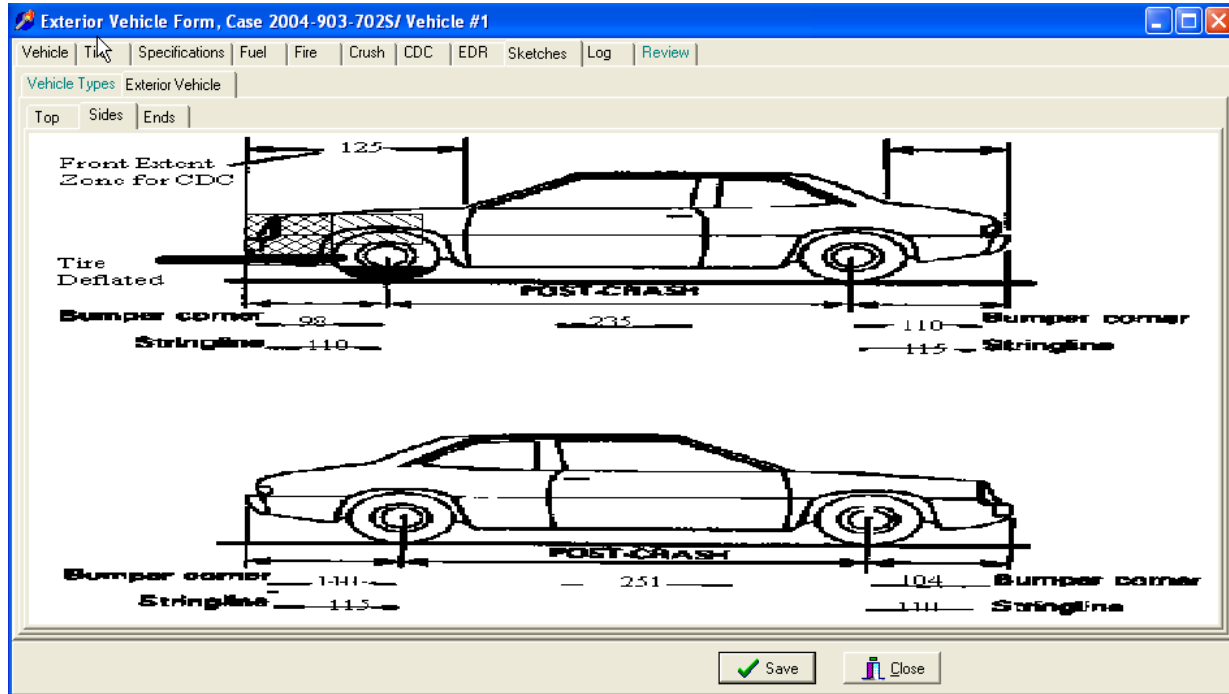 Exterior Vehicle Form, Case 2004-903-702S/ Vehicle #1
Vehicle Specifications Fuel Fire Crush CDC EDR Sketches Log Review
Vehicle Types Exterior Vehicle
Top Sides Ends
125
Front Extent
Zone for CDC
Tire
Deflated
POST-CRASH
Bumper corner 98 235 110 Bumper corner
Stringline 110 115 Stringline
POST-CRASH
Bumper corner 251 104 Bumper corner
Stringline 115 Stringline
Save Close